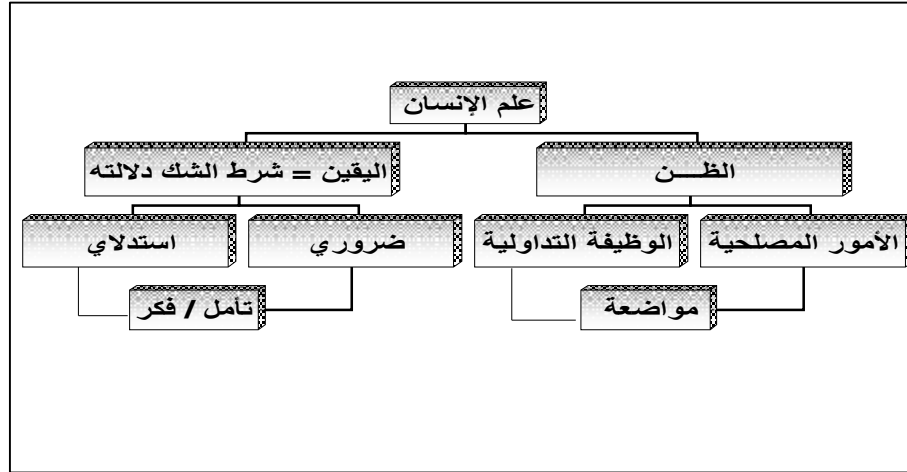 علم الإنسان
الظـــن
اليقين = شرط الشك دلالته
الأمور المصلحية
الوظيفة التداولية
ضروري
استدلاي
مواضعة
تأمل / فكر